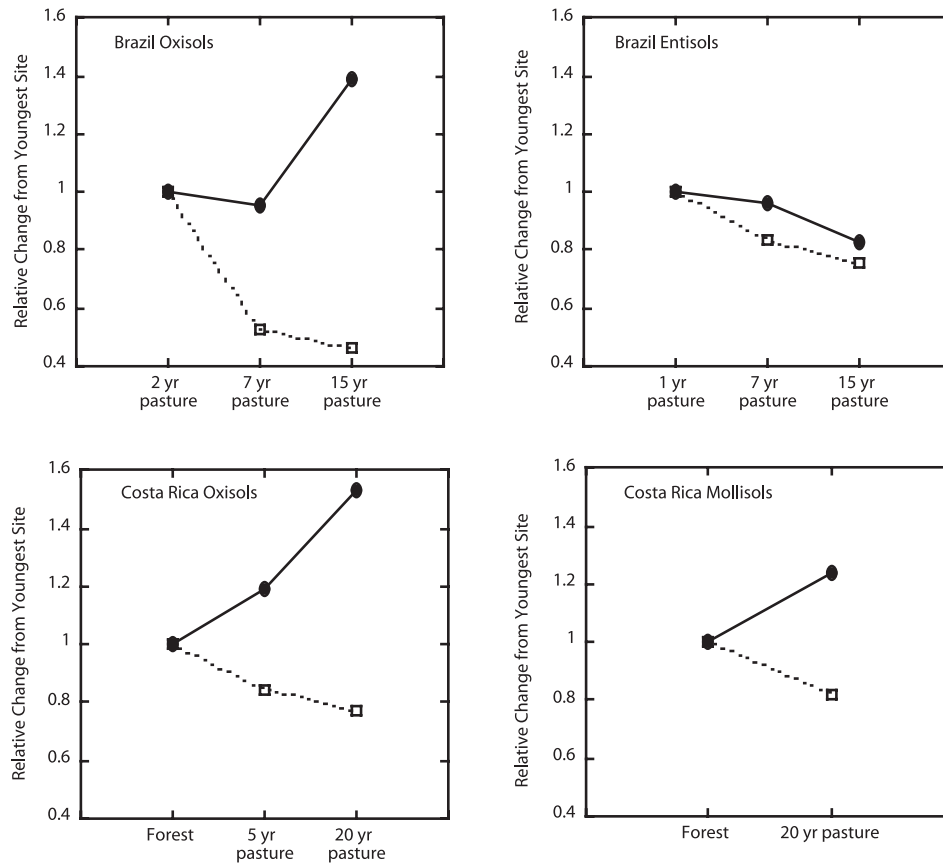 Brazil Oxisols
Relative Change from Youngest Site
1.6
1.4
1.2
1
0.8
0.6
0.4
2 yr
pasture
7 yr
pasture
15 yr
pasture
Brazil Entisols
Relative Change from Youngest Site
1.6
1.4
1.2
1
0.8
0.6
0.4
1 yr
pasture
7 yr
pasture
15 yr
pasture
Costa Rica Oxisols
Relative Change from Youngest Site
1.6
1.4
1.2
1
0.8
0.6
0.4
Forest
5 yr
pasture
20 yr
pasture
Costa Rica Mollisols
Relative Change from Youngest Site
1.6
1.4
1.2
1
0.8
0.6
0.4
Forest
20 yr pasture